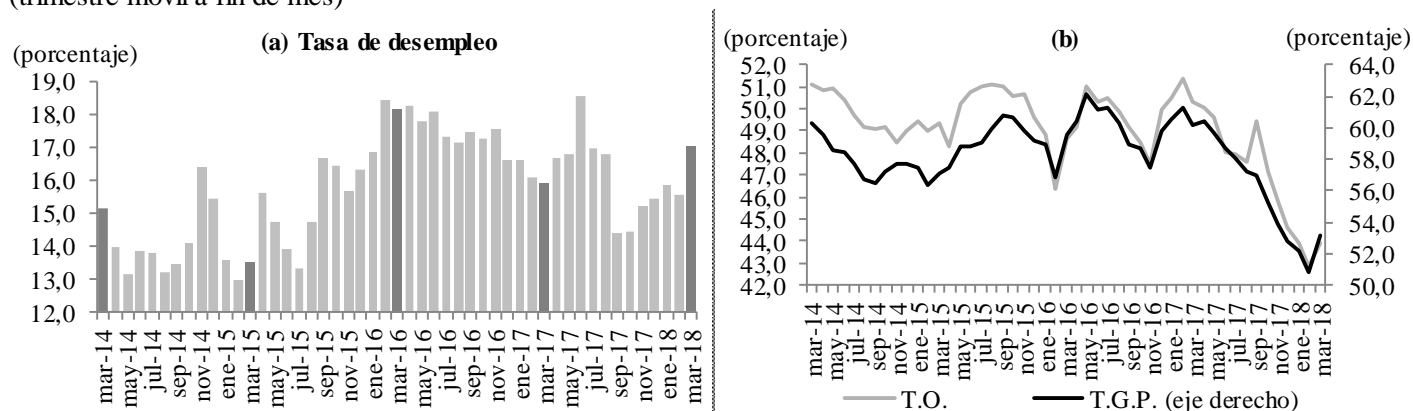 (trimestre móvil a fin de mes)
(a) Tasa de desempleo
(porcentaje)
19,0
18,0
17,0
16,0
15,0
14,0
13,0
12,0
mar-14
may-14
jul-14
sep-14
nov-14
ene-15
mar-15
may-15
jul-15
sep-15
nov-15
ene-16
mar-16
may-16
jul-16
sep-16
nov-16
ene-17
mar-17
may-17
jul-17
sep-17
nov-17
ene-18
mar-18
(porcentaje) (b) (porcentaje)
52,0
51,0
50,0
49,0
48,0
47,0
46,0
45,0
44,0
43,0
42,0
64,0
62,0
60,0
58,0
56,0
54,0
52,0
50,0
mar-14
may-14
jul-14
sep-14
nov-14
ene-15
mar-15
may-15
jul-15
sep-15
nov-15
ene-16
mar-16
may-16
jul-16
sep-16
nov-16
ene-17
mar-17
may-17
jul-17
sep-17
nov-17
ene-18
mar-18
T.O. T.G.P. (eje derecho)